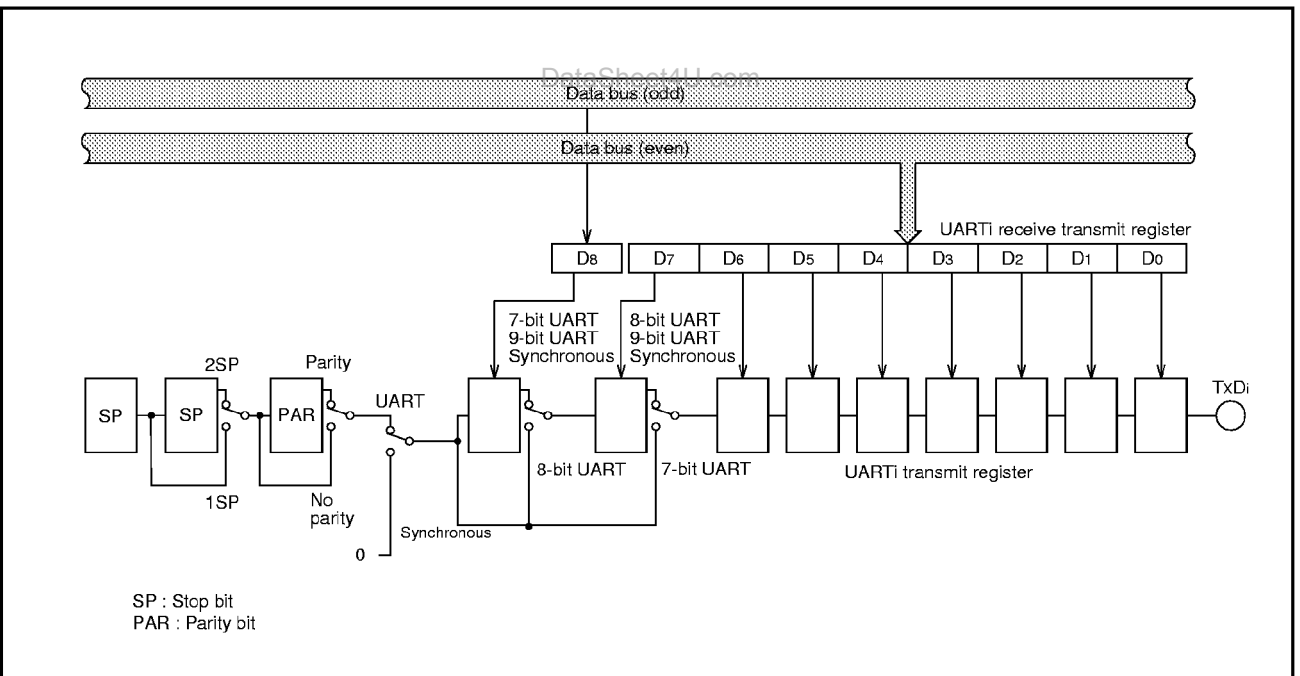 DataSheet4U.com
Data bus (odd)
Data bus (even)
UARTi receive transmit register
D8
D7
D6
D5
D4
D3
D2
D1
D0
7-bit UART
9-bit UART
Synchronous
8-bit UART
9-bit UART
Synchronous
2SP
Parity
UART
TxDi
SP
SP
PAR
8-bit UART
7-bit UART
UARTi transmit register
1SP
No
parity
Synchronous
0
SP : Stop bit
PAR : Parity bit